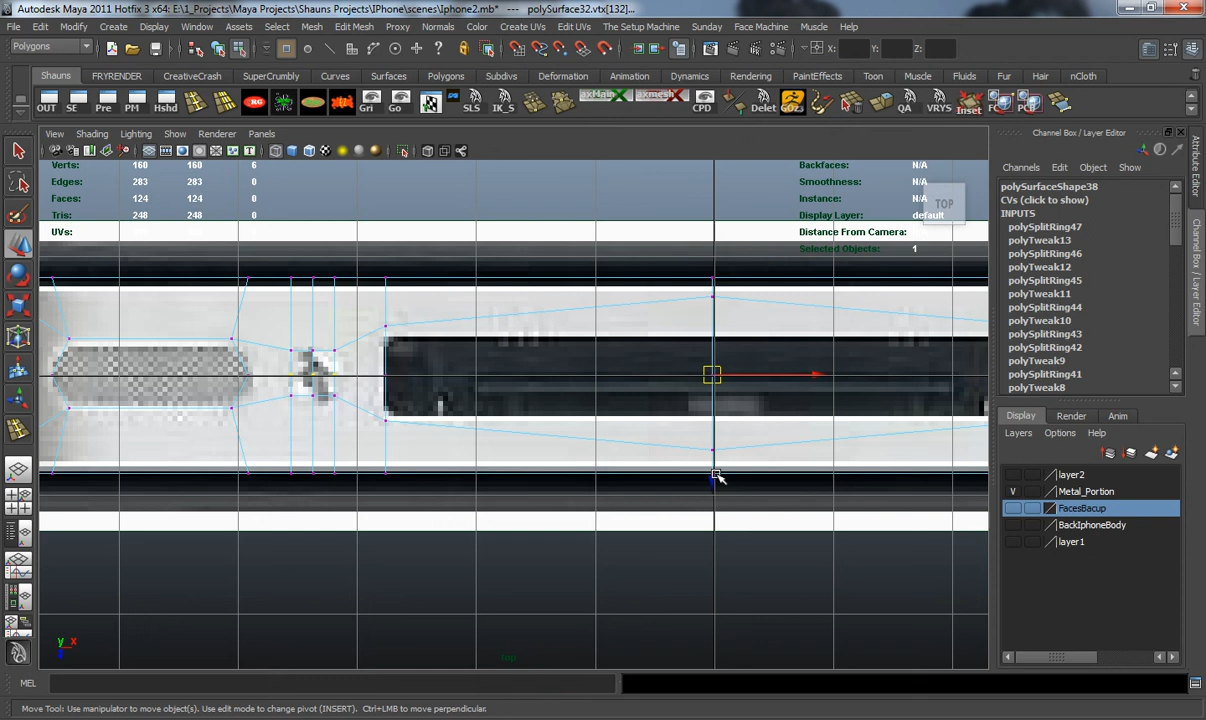 Autodesk Maya 2011 Hotfix 3 x64: E:\1_Projects\Maya Projects\Shauns Projects\IPhone\scenes\Iphone2.mb* --- polySurface32.vtx[132]...
File Edit Modify Create Display Window Assets Select Mesh Edit Mesh Proxy Normals Color Create UVs Edit UVs The Setup Machine Sunday Face Machine Muscle Help
Polygons X: Y: Z:
Shauns FRYRENDER CreativeCrash SuperCrumbly Curves Surfaces Polygons Subdivs Deformation Animation Dynamics Rendering PaintEffects Toon Muscle Fluids Fur Hair nCloth
OUT SE Pre PM Hshd Gri Go SLS IK_S CPD Delet GOZ3 QA VRYS Inset
View Shading Lighting Show Renderer Panels
Channel Box / Layer Editor
Verts: 160 160 6
Edges: 283 283 0
Faces: 124 124 0
Tris: 248 248 0
UVs:
Backfaces: N/A
Smoothness: N/A
Instance: N/A
Display Layer: default
Distance From Camera:
Selected Objects: 1
TOP
y x
top
Channels Edit Object Show
polySurfaceShape38
CVs (click to show)
INPUTS
polySplitRing47
polyTweak13
polySplitRing46
polyTweak12
polySplitRing45
polyTweak11
polySplitRing44
polyTweak10
polySplitRing43
polySplitRing42
polyTweak9
polySplitRing41
polyTweak8
Display Render Anim
Layers Options Help
layer2
V Metal_Portion
FacesBacup
BackIphoneBody
layer1
Attribute Editor
Channel Box / Layer Editor
MEL
Move Tool: Use manipulator to move object(s). Use edit mode to change pivot (INSERT). Ctrl+LMB to move perpendicular.